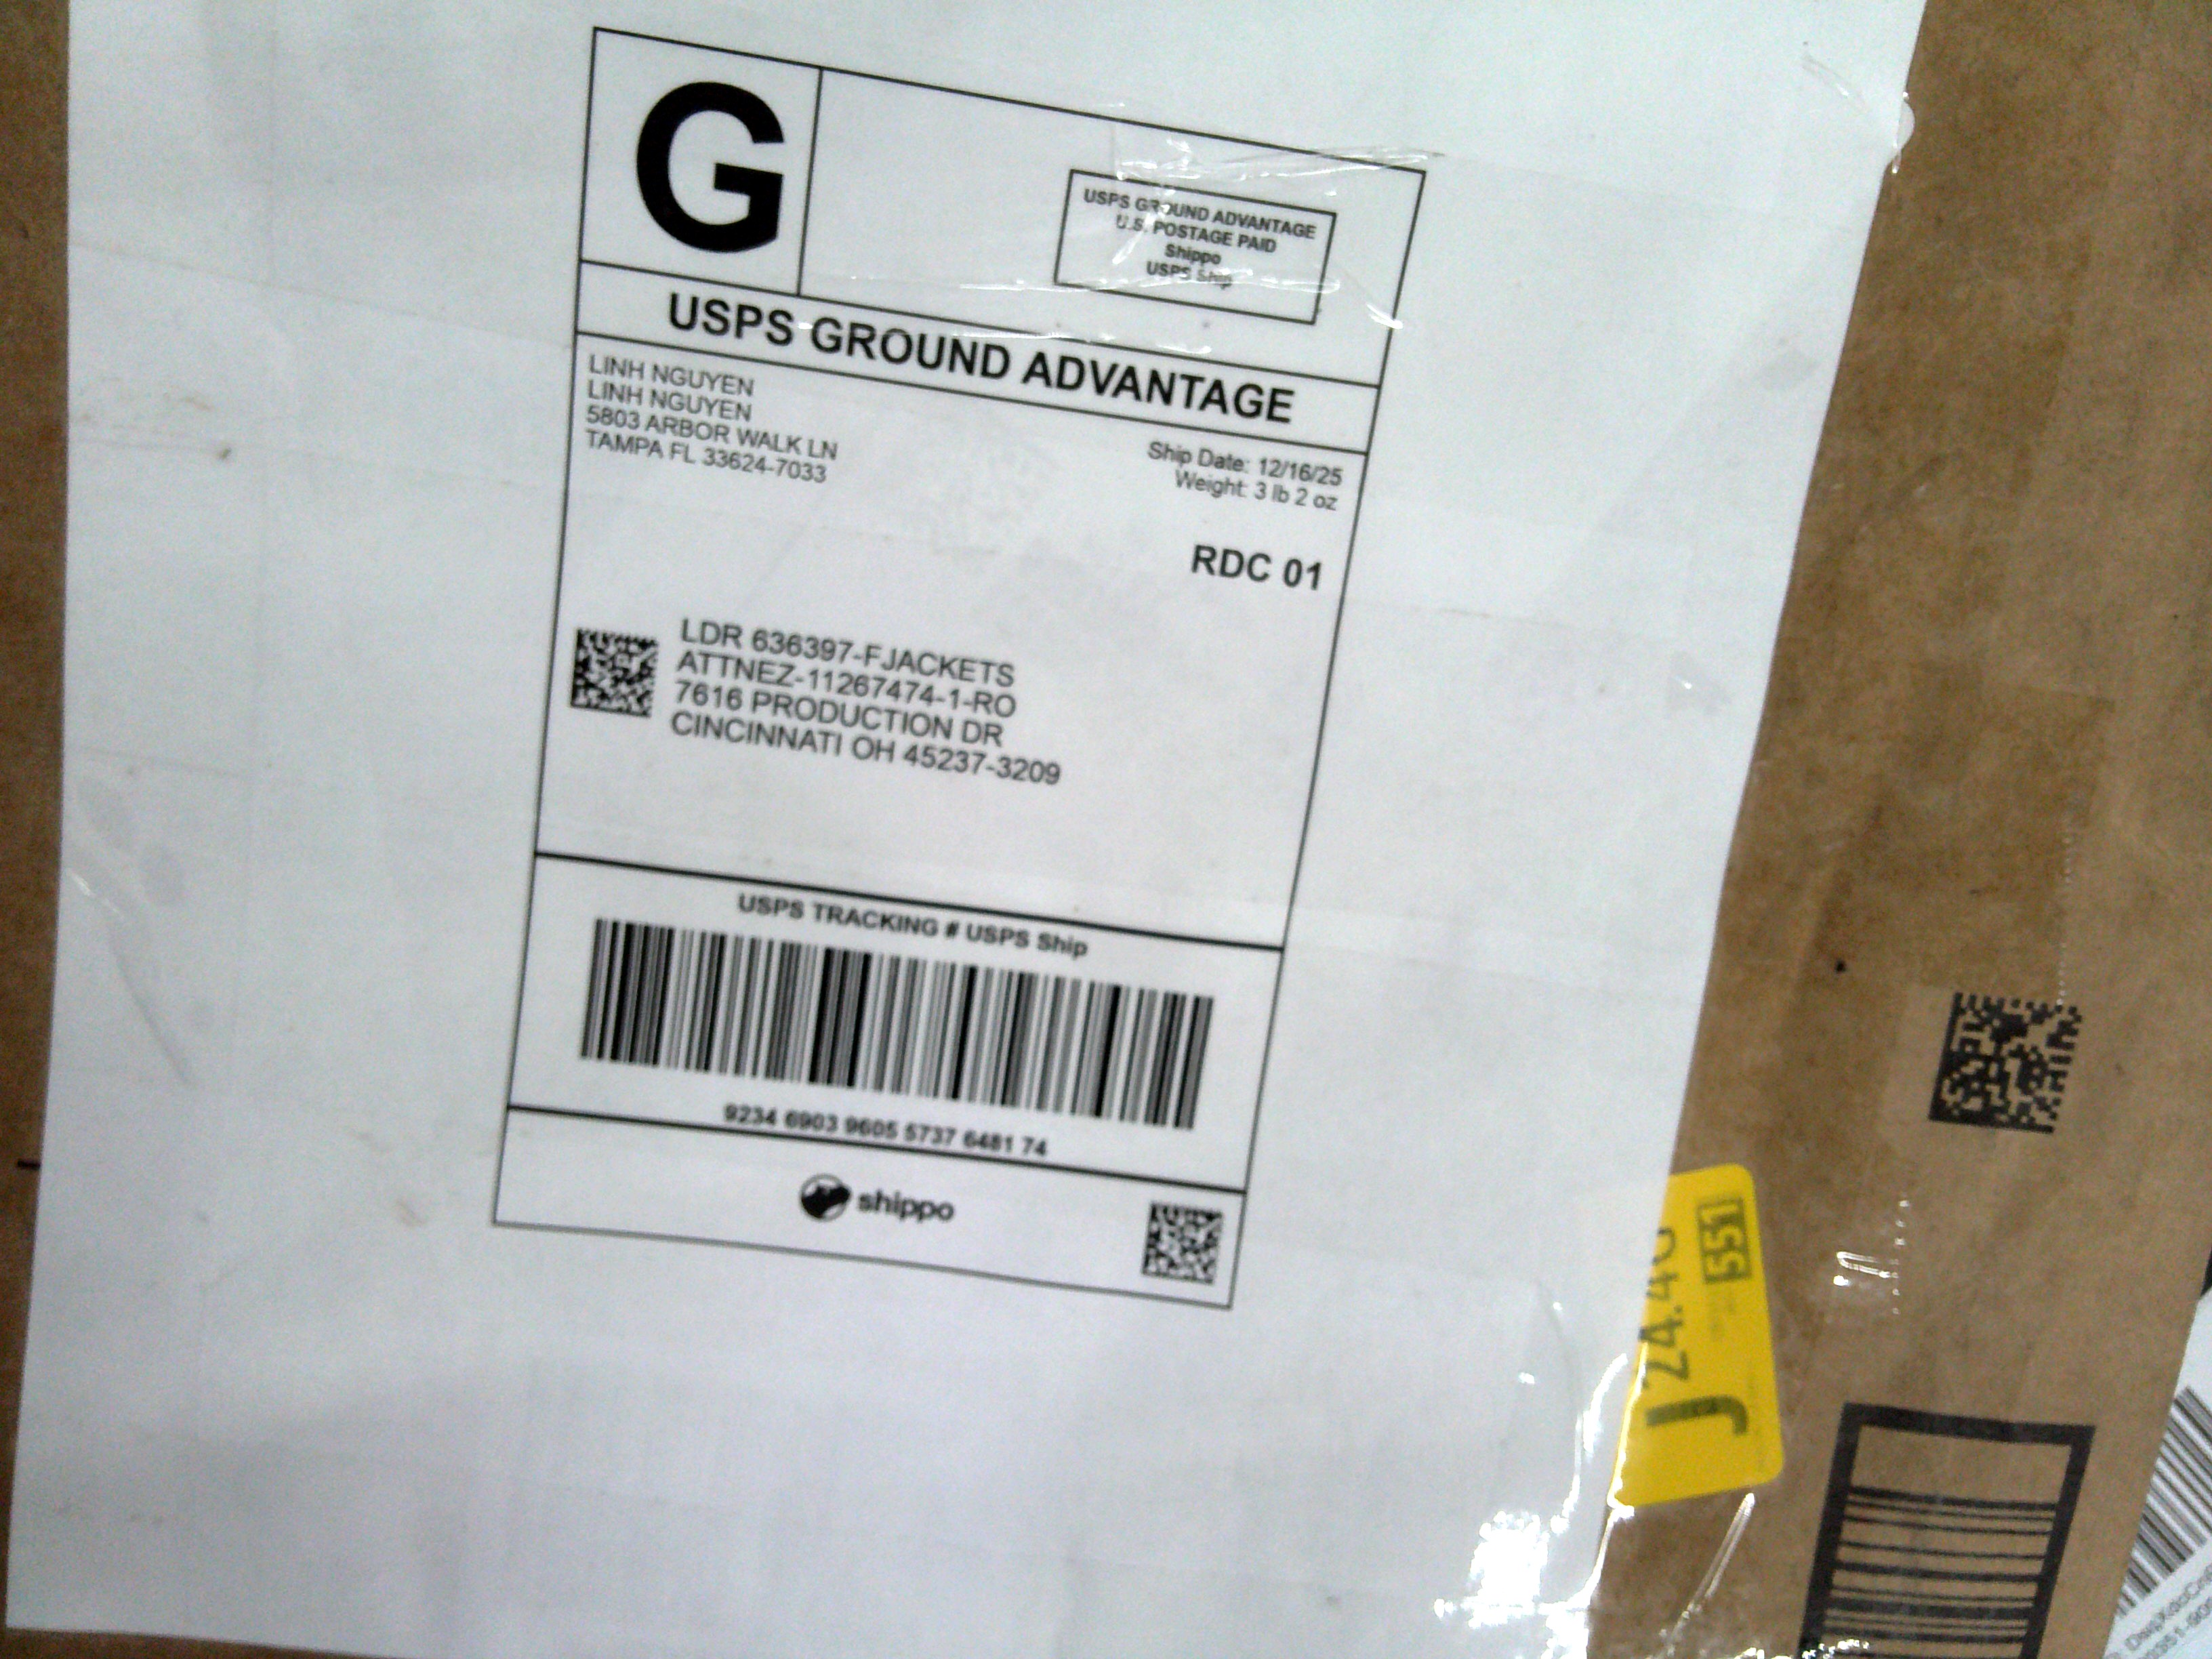 G
USPS GROUND ADVANTAGE
U.S. POSTAGE PAID
Shippo
USPS Ship
USPS GROUND ADVANTAGE
LINH NGUYEN
LINH NGUYEN
5803 ARBOR WALK LN
TAMPA FL 33624-7033
Ship Date: 12/16/25
Weight: 3 lb 2 oz
RDC 01
LDR 636397-FJACKETS
ATTNEZ-11267474-1-RO
7616 PRODUCTION DR
CINCINNATI OH 45237-3209
USPS TRACKING # USPS Ship
9234 6903 9605 5737 6481 74
shippo
551
J